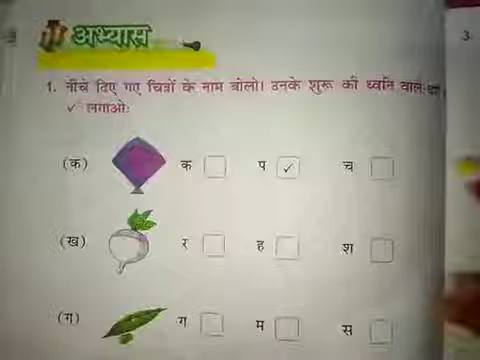 अभ्यास
1. नीचे दिए गए चित्रों के नाम बोलो। उनके शुरू की ध्वनि वाले
✓ लगाओ:
(क) क प ✓ च
(ख) र ह श
(ग) ग म स
3.